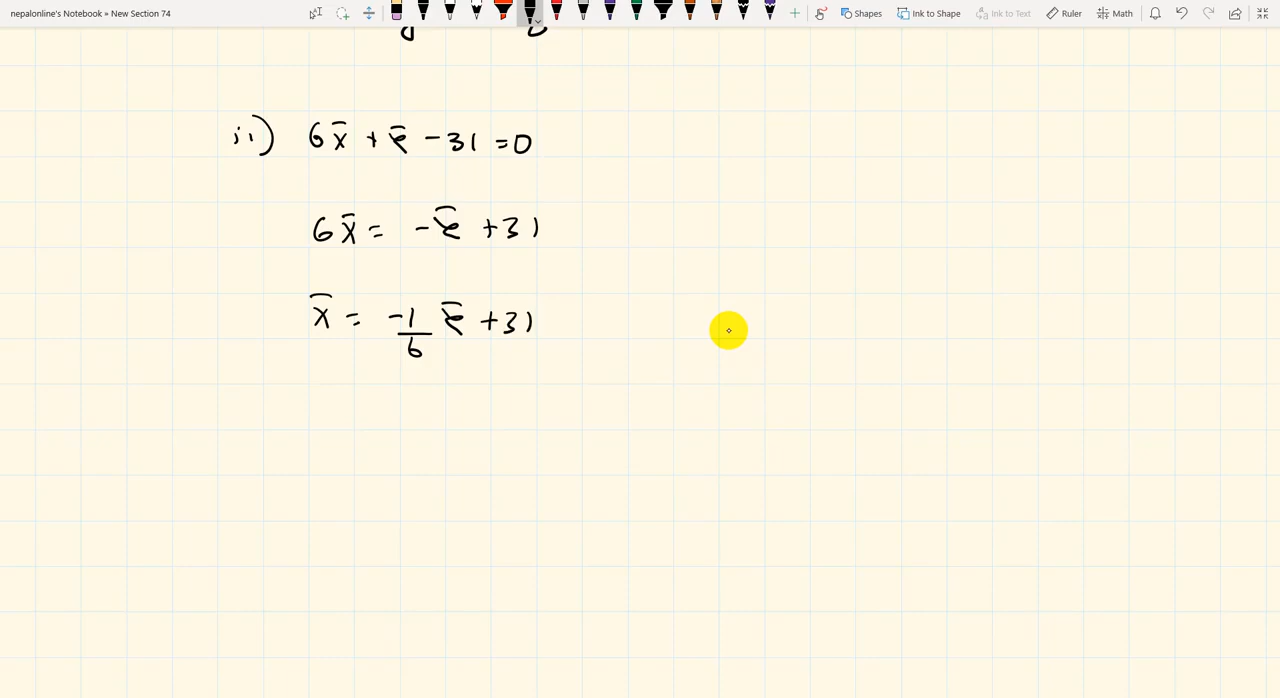 nepalonline's Notebook » New Section 74
Shapes Ink to Shape Ink to Text Ruler Math
ii) 6x̄ + ȳ - 31 = 0
6x̄ = -ȳ + 31
x̄ = -1/6 ȳ + 31